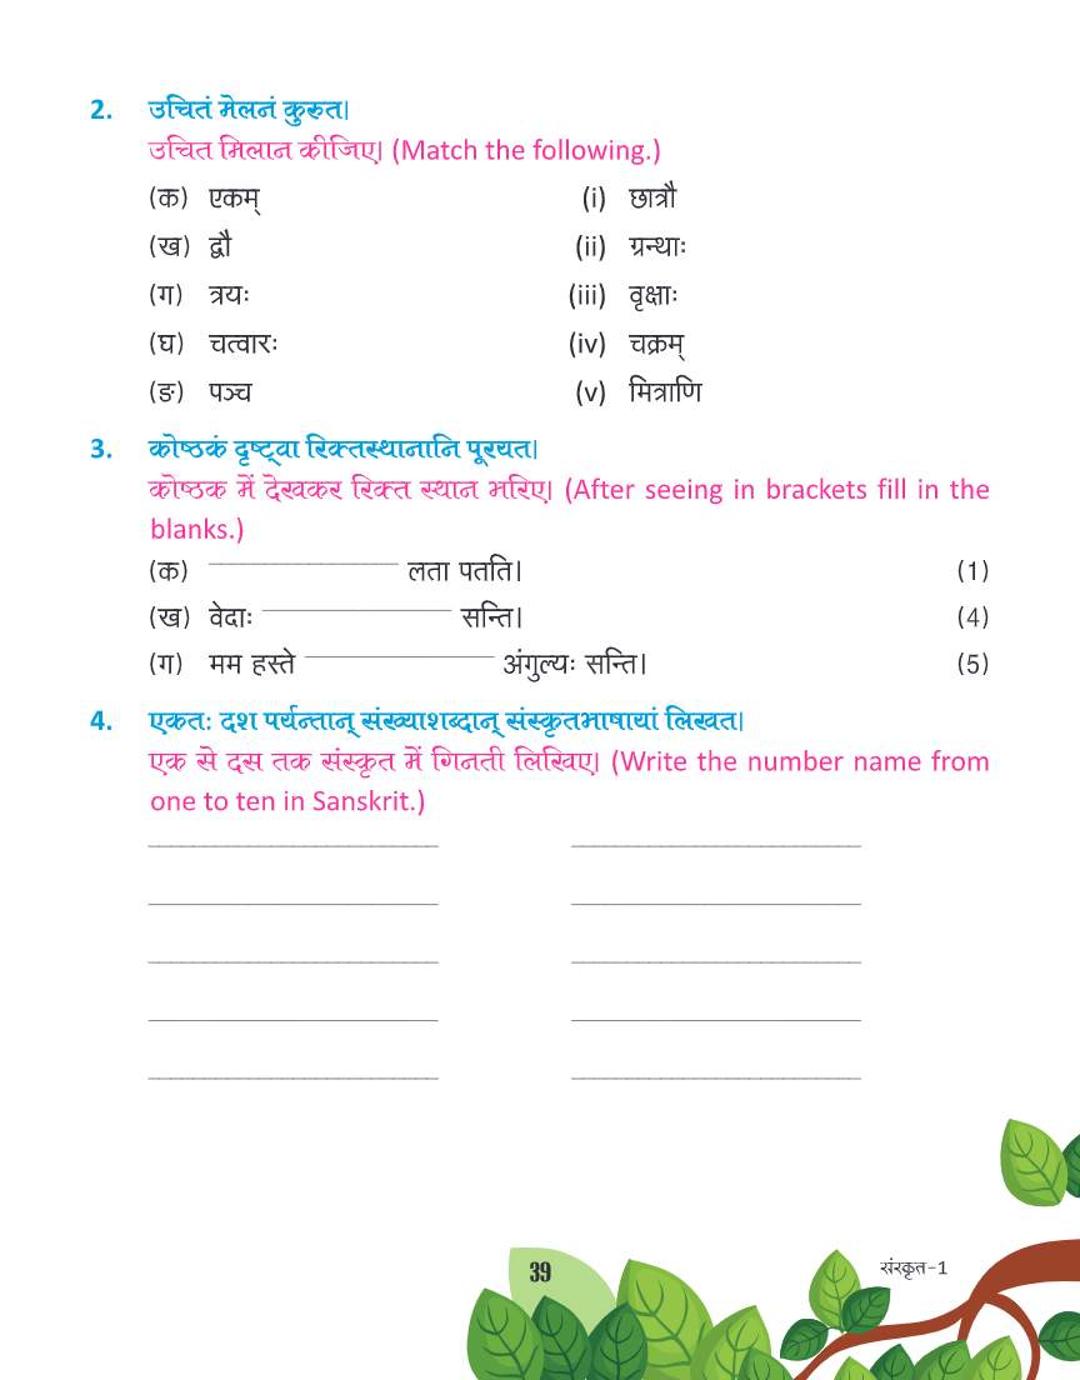 2. उचितं मेलनं कुरुत।
उचित मिलान कीजिए। (Match the following.)
(क) एकम् (i) छात्रौ
(ख) द्वौ (ii) ग्रन्थाः
(ग) त्रयः (iii) वृक्षाः
(घ) चत्वारः (iv) चक्रम्
(ङ) पञ्च (v) मित्राणि
3. कोष्ठकं दृष्ट्वा रिक्तस्थानानि पूरयत।
कोष्ठक में देखकर रिक्त स्थान भरिए। (After seeing in brackets fill in the
blanks.)
(क) ____________ लता पतति। (1)
(ख) वेदाः ____________ सन्ति। (4)
(ग) मम हस्ते ____________ अंगुल्यः सन्ति। (5)
4. एकतः दश पर्यन्तान् संख्याशब्दान् संस्कृतभाषायां लिखत।
एक से दस तक संस्कृत में गिनती लिखिए। (Write the number name from
one to ten in Sanskrit.)
39
संस्कृत-1